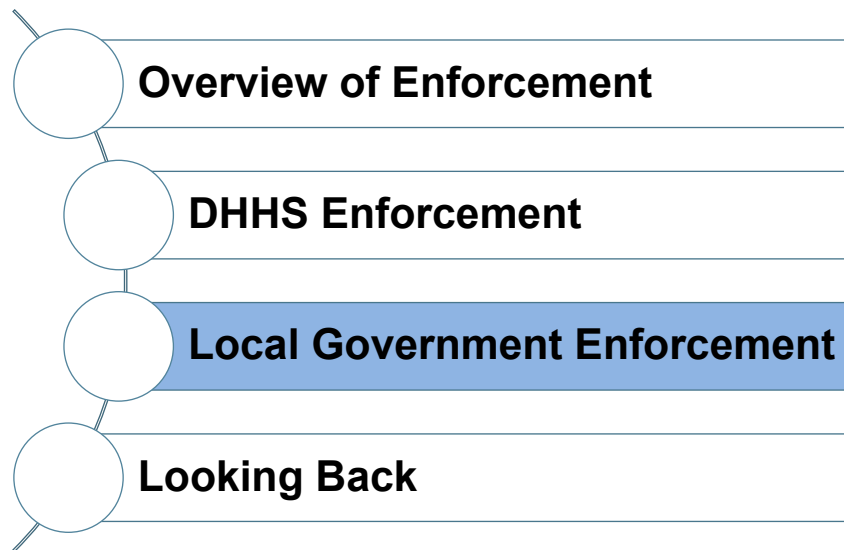 Overview of Enforcement
DHHS Enforcement
Local Government Enforcement
Looking Back